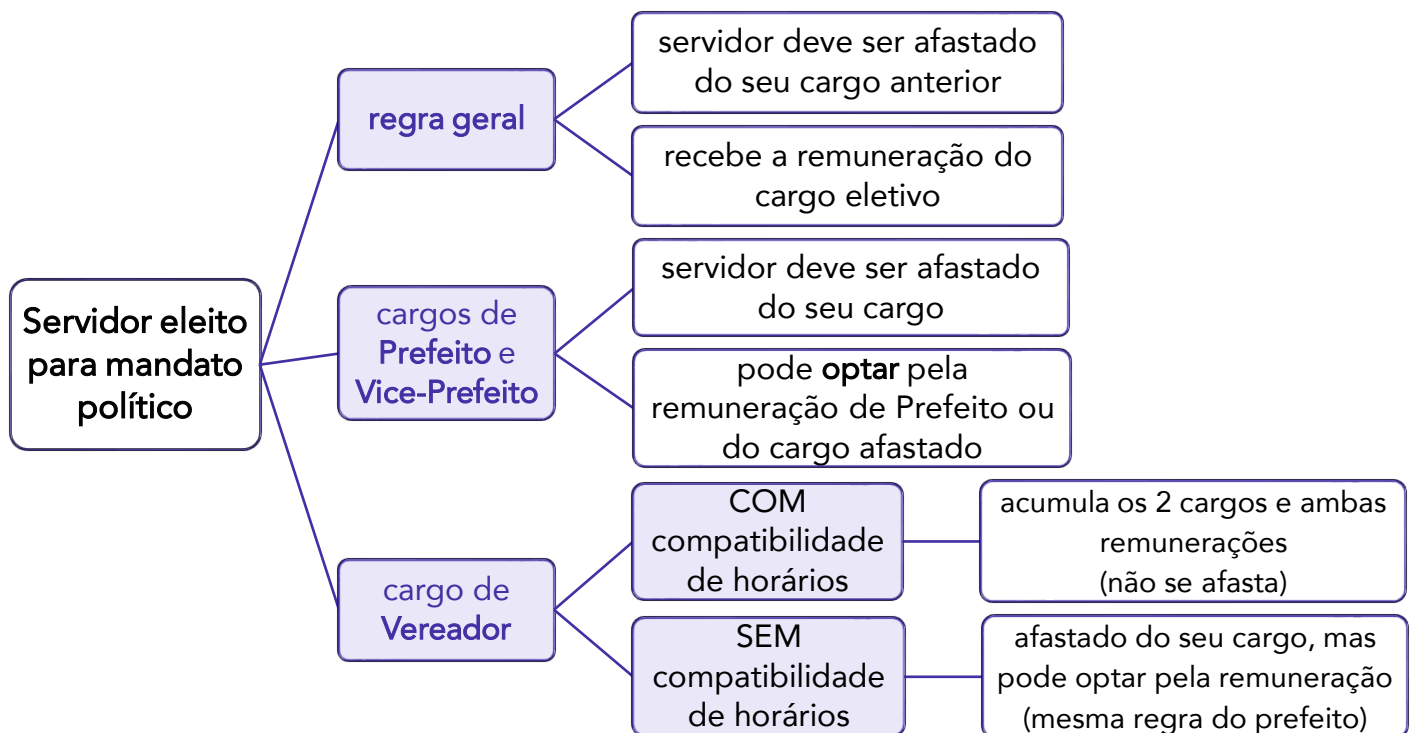 Servidor eleito
para mandato
político
regra geral
servidor deve ser afastado
do seu cargo anterior
recebe a remuneração do
cargo eletivo
cargos de
Prefeito e
Vice-Prefeito
servidor deve ser afastado
do seu cargo
pode optar pela
remuneração de Prefeito ou
do cargo afastado
cargo de
Vereador
COM
compatibilidade
de horários
acumula os 2 cargos e ambas
remunerações
(não se afasta)
SEM
compatibilidade
de horários
afastado do seu cargo, mas
pode optar pela remuneração
(mesma regra do prefeito)